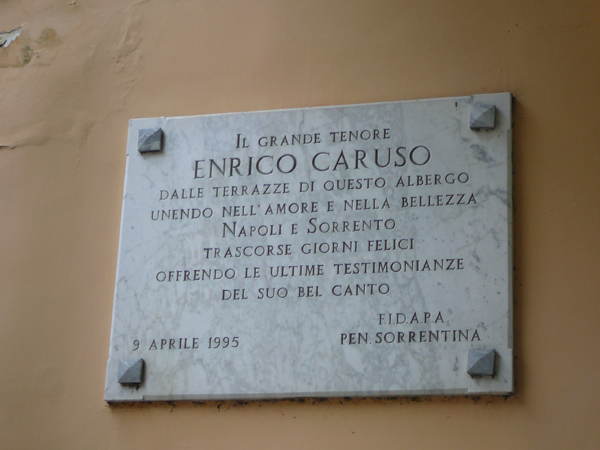 IL GRANDE TENORE
ENRICO CARUSO
DALLE TERRAZZE DI QUESTO ALBERGO
UNENDO NELL'AMORE E NELLA BELLEZZA
NAPOLI E SORRENTO
TRASCORSE GIORNI FELICI
OFFRENDO LE ULTIME TESTIMONIANZE
DEL SUO BEL CANTO
F.I.D.A.P.A.
9 APRILE 1995 PEN. SORRENTINA